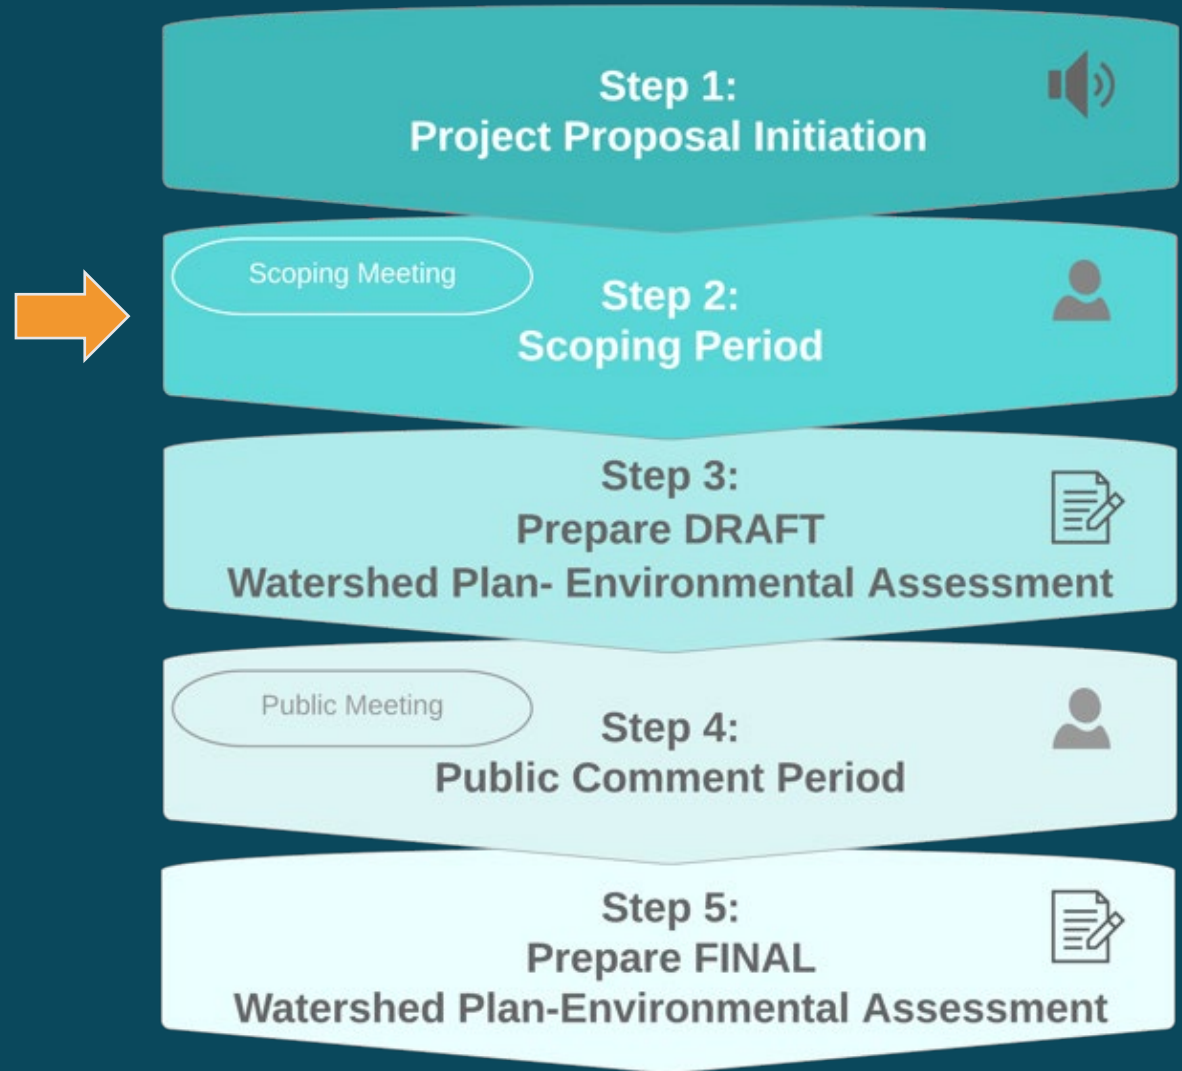 Step 1:
Project Proposal Initiation
Scoping Meeting
Step 2:
Scoping Period
Step 3:
Prepare DRAFT
Watershed Plan- Environmental Assessment
Public Meeting
Step 4:
Public Comment Period
Step 5:
Prepare FINAL
Watershed Plan-Environmental Assessment